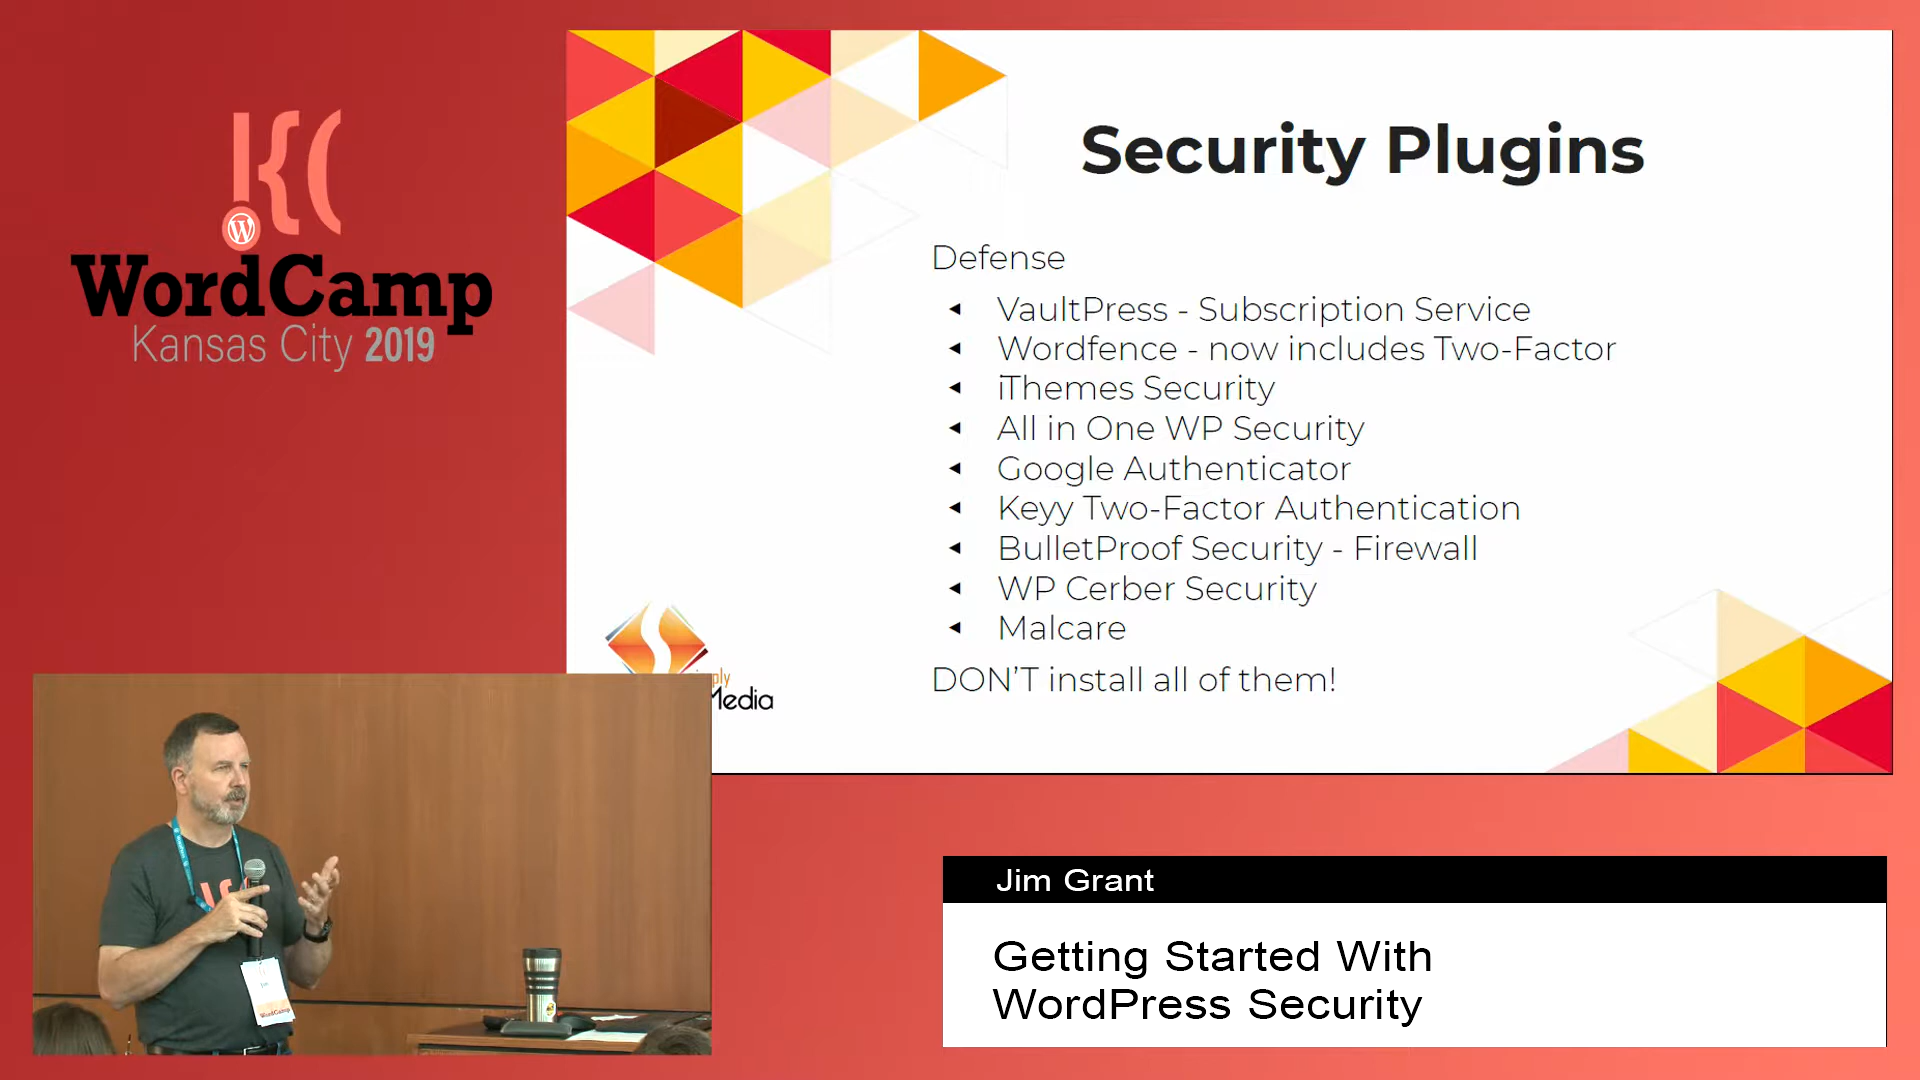 WordCamp
Kansas City 2019
Security Plugins
Defense
VaultPress - Subscription Service
Wordfence - now includes Two-Factor
iThemes Security
All in One WP Security
Google Authenticator
Keyy Two-Factor Authentication
BulletProof Security - Firewall
WP Cerber Security
Malcare
DON'T install all of them!
Media
Jim Grant
Getting Started With
WordPress Security
WordCamp